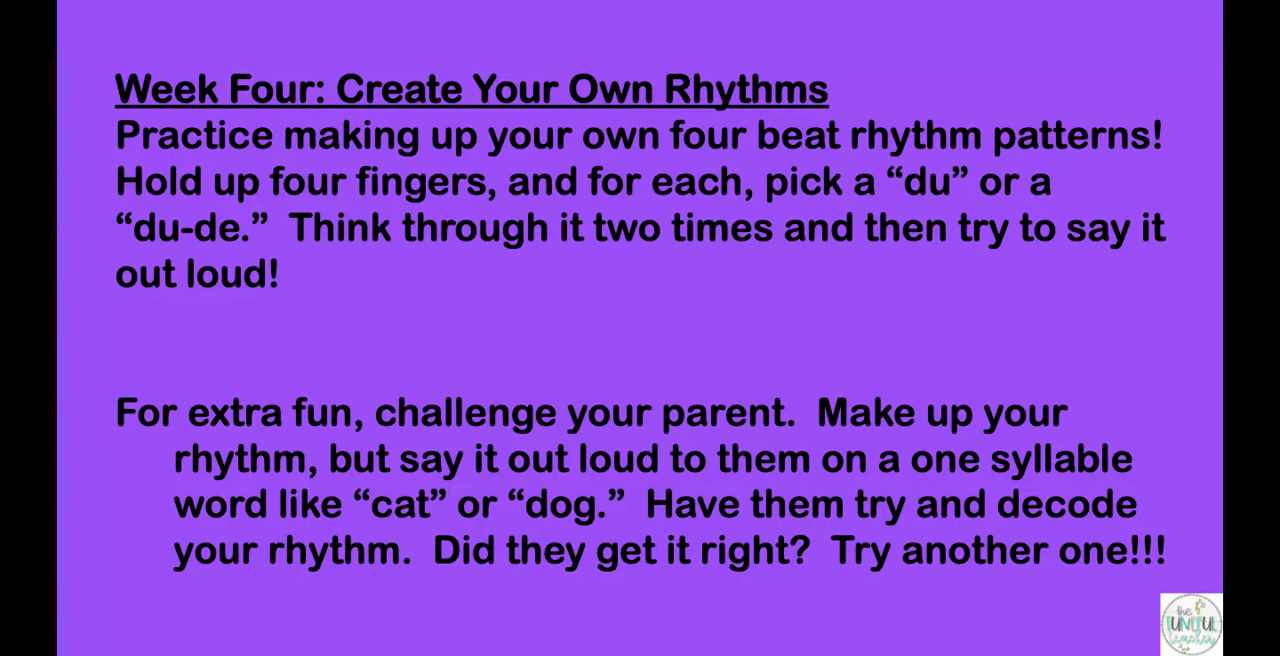 Week Four: Create Your Own Rhythms
Practice making up your own four beat rhythm patterns!
Hold up four fingers, and for each, pick a “du” or a
“du-de.”  Think through it two times and then try to say it
out loud!
For extra fun, challenge your parent.  Make up your
rhythm, but say it out loud to them on a one syllable
word like “cat” or “dog.”  Have them try and decode
your rhythm.  Did they get it right?  Try another one!!!
the
TUNEFUL
teacher